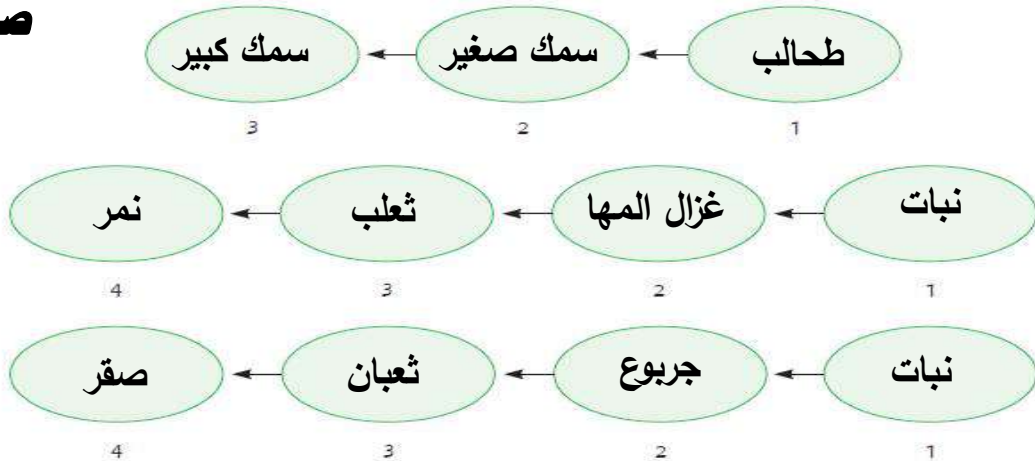 طحالب سمك صغير سمك كبير
1 2 3
نبات غزال المها ثعلب نمر
1 2 3 4
نبات جربوع ثعبان صقر
1 2 3 4